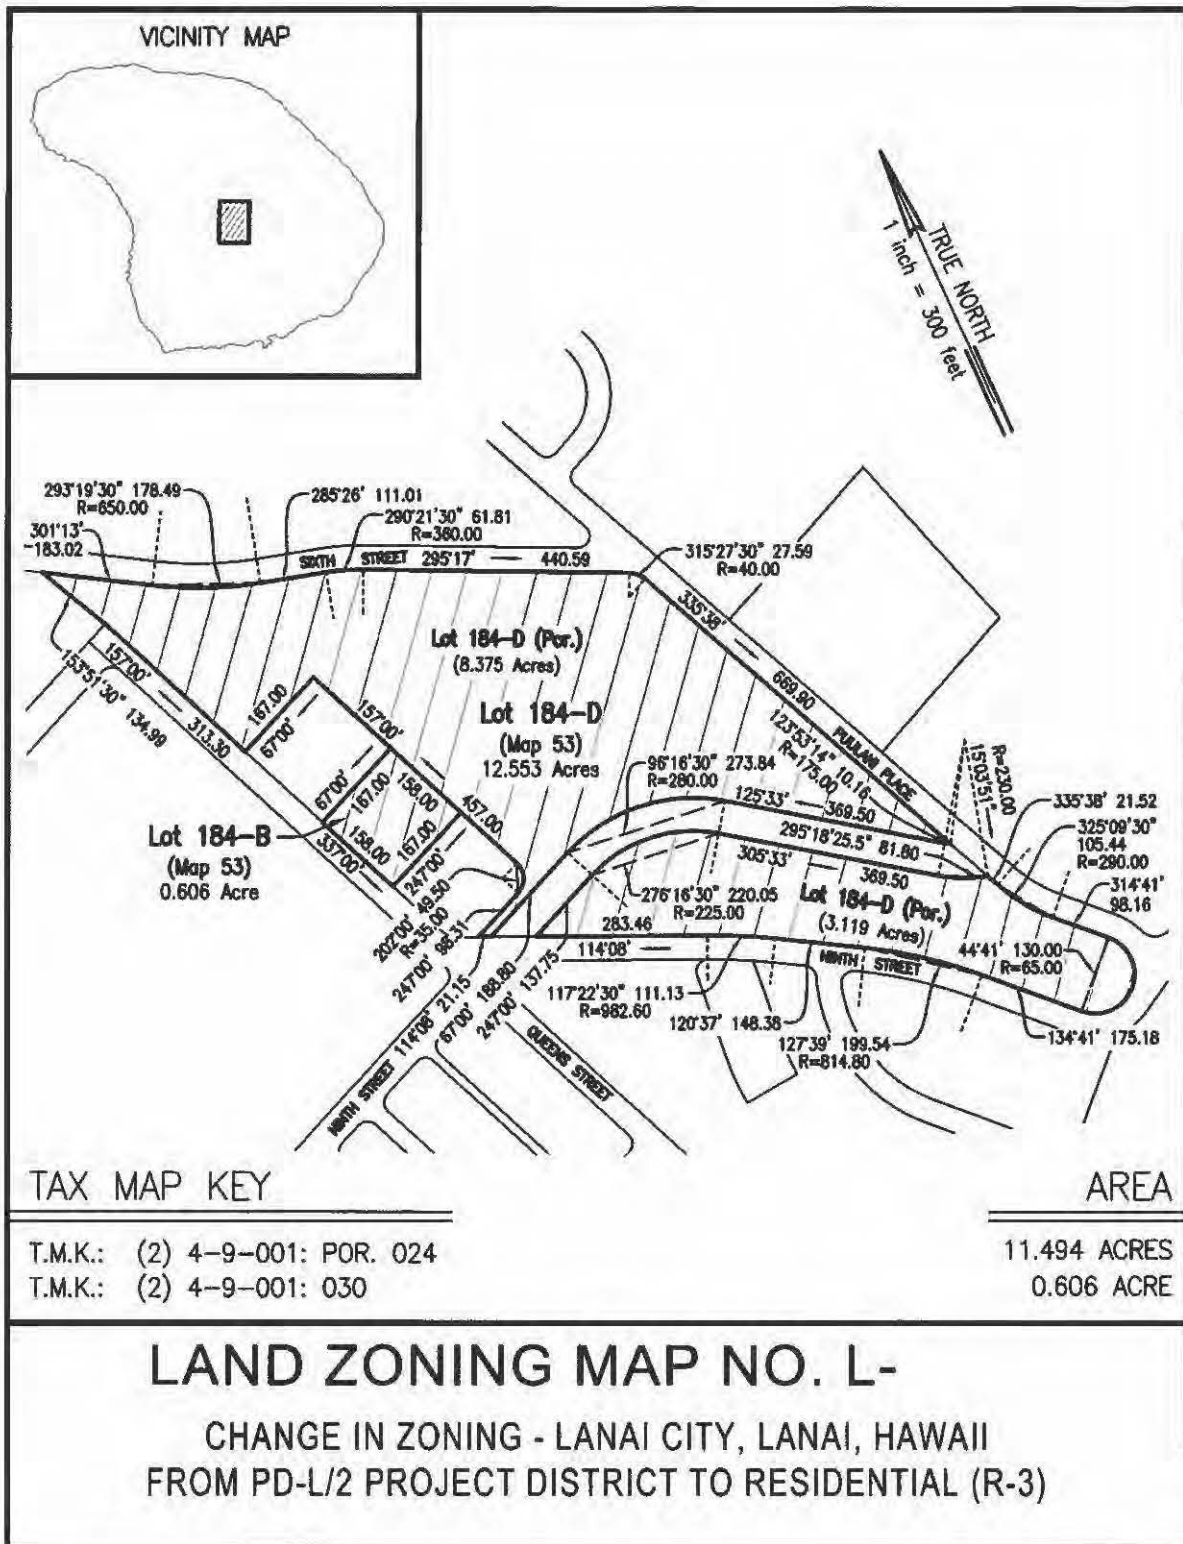 VICINITY MAP
TRUE NORTH
1 inch = 300 feet
293°19'30" 178.49
R=650.00
301°13'
183.02
285°26' 111.01
290°21'30" 61.81
R=360.00
SIXTH STREET 295°17' 440.59
315°27'30" 27.59
R=40.00
335°38'
669.90
PUULANI PLACE
Lot 184-D (Por.)
(8.375 Acres)
Lot 184-D
(Map 53)
12.553 Acres
157°00'
313.30
153°51'30" 134.99
167.00
67°00'
157°00'
457.00
67°00'
167.00
158.00
158.00
167.00
337°00'
247°00'
Lot 184-B
(Map 53)
0.606 Acre
123°53'14" 10.16
R=175.00
96°16'30" 273.84
R=280.00
125°33' 369.50
295°18'25.5" 81.80
305°33' 369.50
R=230.00
15°03'51"
335°38' 21.52
325°09'30"
105.44
R=290.00
314°41'
98.16
Lot 184-D (Por.)
(3.119 Acres)
276°16'30" 220.05
R=225.00
44°41' 130.00
R=65.00
202°00' 49.50
R=35.00
247°00' 98.31
283.46
114°08'
NINTH STREET
117°22'30" 111.13
R=982.60
120°37' 148.38
127°39' 199.54
R=814.80
134°41' 175.18
114°08' 21.15
67°00' 188.80
247°00' 137.75
NINTH STREET
QUEENS STREET
TAX MAP KEY
AREA
T.M.K.: (2) 4-9-001: POR. 024
11.494 ACRES
T.M.K.: (2) 4-9-001: 030
0.606 ACRE
LAND ZONING MAP NO. L-
CHANGE IN ZONING - LANAI CITY, LANAI, HAWAII
FROM PD-L/2 PROJECT DISTRICT TO RESIDENTIAL (R-3)